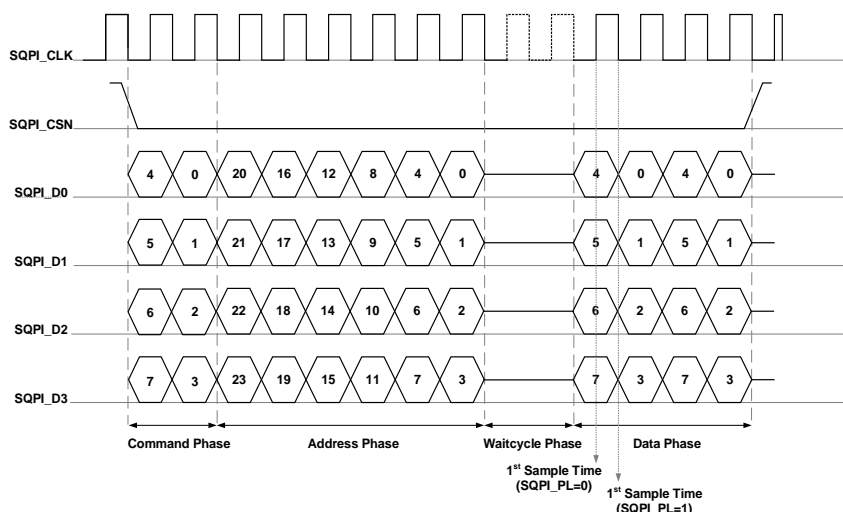 SQPI_CLK
SQPI_CSN
SQPI_D0
4 0 20 16 12 8 4 0 4 0 4 0
SQPI_D1
5 1 21 17 13 9 5 1 5 1 5 1
SQPI_D2
6 2 22 18 14 10 6 2 6 2 6 2
SQPI_D3
7 3 23 19 15 11 7 3 7 3 7 3
Command Phase Address Phase Waitcycle Phase Data Phase
1st Sample Time
(SQPI_PL=0)
1st Sample Time
(SQPI_PL=1)